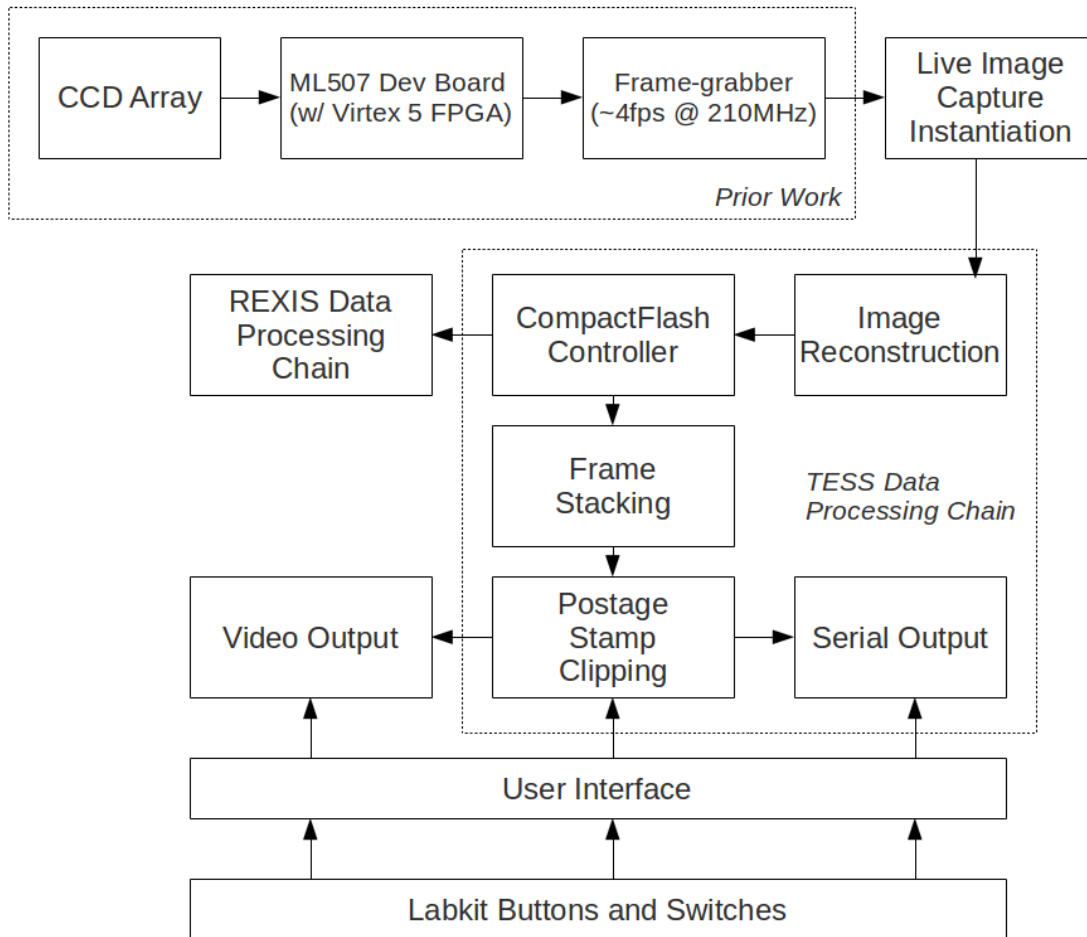 CCD Array
ML507 Dev Board
(w/ Virtex 5 FPGA)
Frame-grabber
(~4fps @ 210MHz)
Live Image
Capture
Instantiation
Prior Work
REXIS Data
Processing
Chain
CompactFlash
Controller
Image
Reconstruction
Frame
Stacking
TESS Data
Processing Chain
Video Output
Postage
Stamp
Clipping
Serial Output
User Interface
Labkit Buttons and Switches